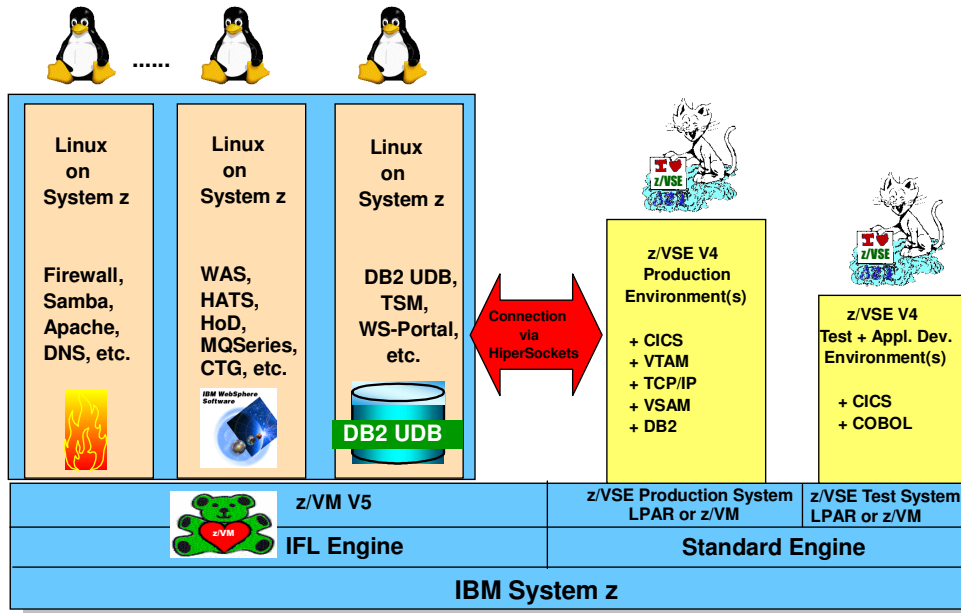 ......
Linux
on
System z
Firewall,
Samba,
Apache,
DNS, etc.
Linux
on
System z
WAS,
HATS,
HoD,
MQSeries,
CTG, etc.
IBM WebSphere
Software
Linux
on
System z
DB2 UDB,
TSM,
WS-Portal,
etc.
DB2 UDB
Connection
via
HiperSockets
I
z/VSE
z/VSE V4
Production
Environment(s)
+ CICS
+ VTAM
+ TCP/IP
+ VSAM
+ DB2
I
z/VSE
z/VSE V4
Test + Appl. Dev.
Environment(s)
+ CICS
+ COBOL
z/VM V5
z/VM
z/VSE Production System
LPAR or z/VM
z/VSE Test System
LPAR or z/VM
IFL Engine
Standard Engine
IBM System z